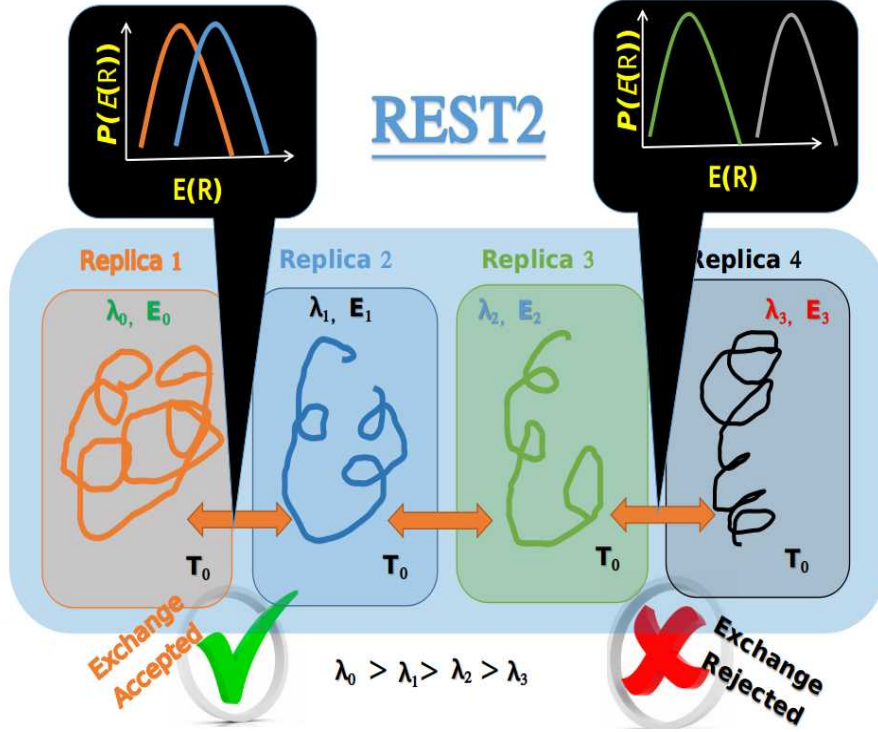 P(E(R))
E(R)
REST2
P(E(R))
E(R)
Replica 1
Replica 2
Replica 3
Replica 4
λ₀, E₀
λ₁, E₁
λ₂, E₂
λ₃, E₃
T₀
T₀
T₀
T₀
Exchange
Accepted
λ₀ > λ₁> λ₂ > λ₃
Exchange
Rejected